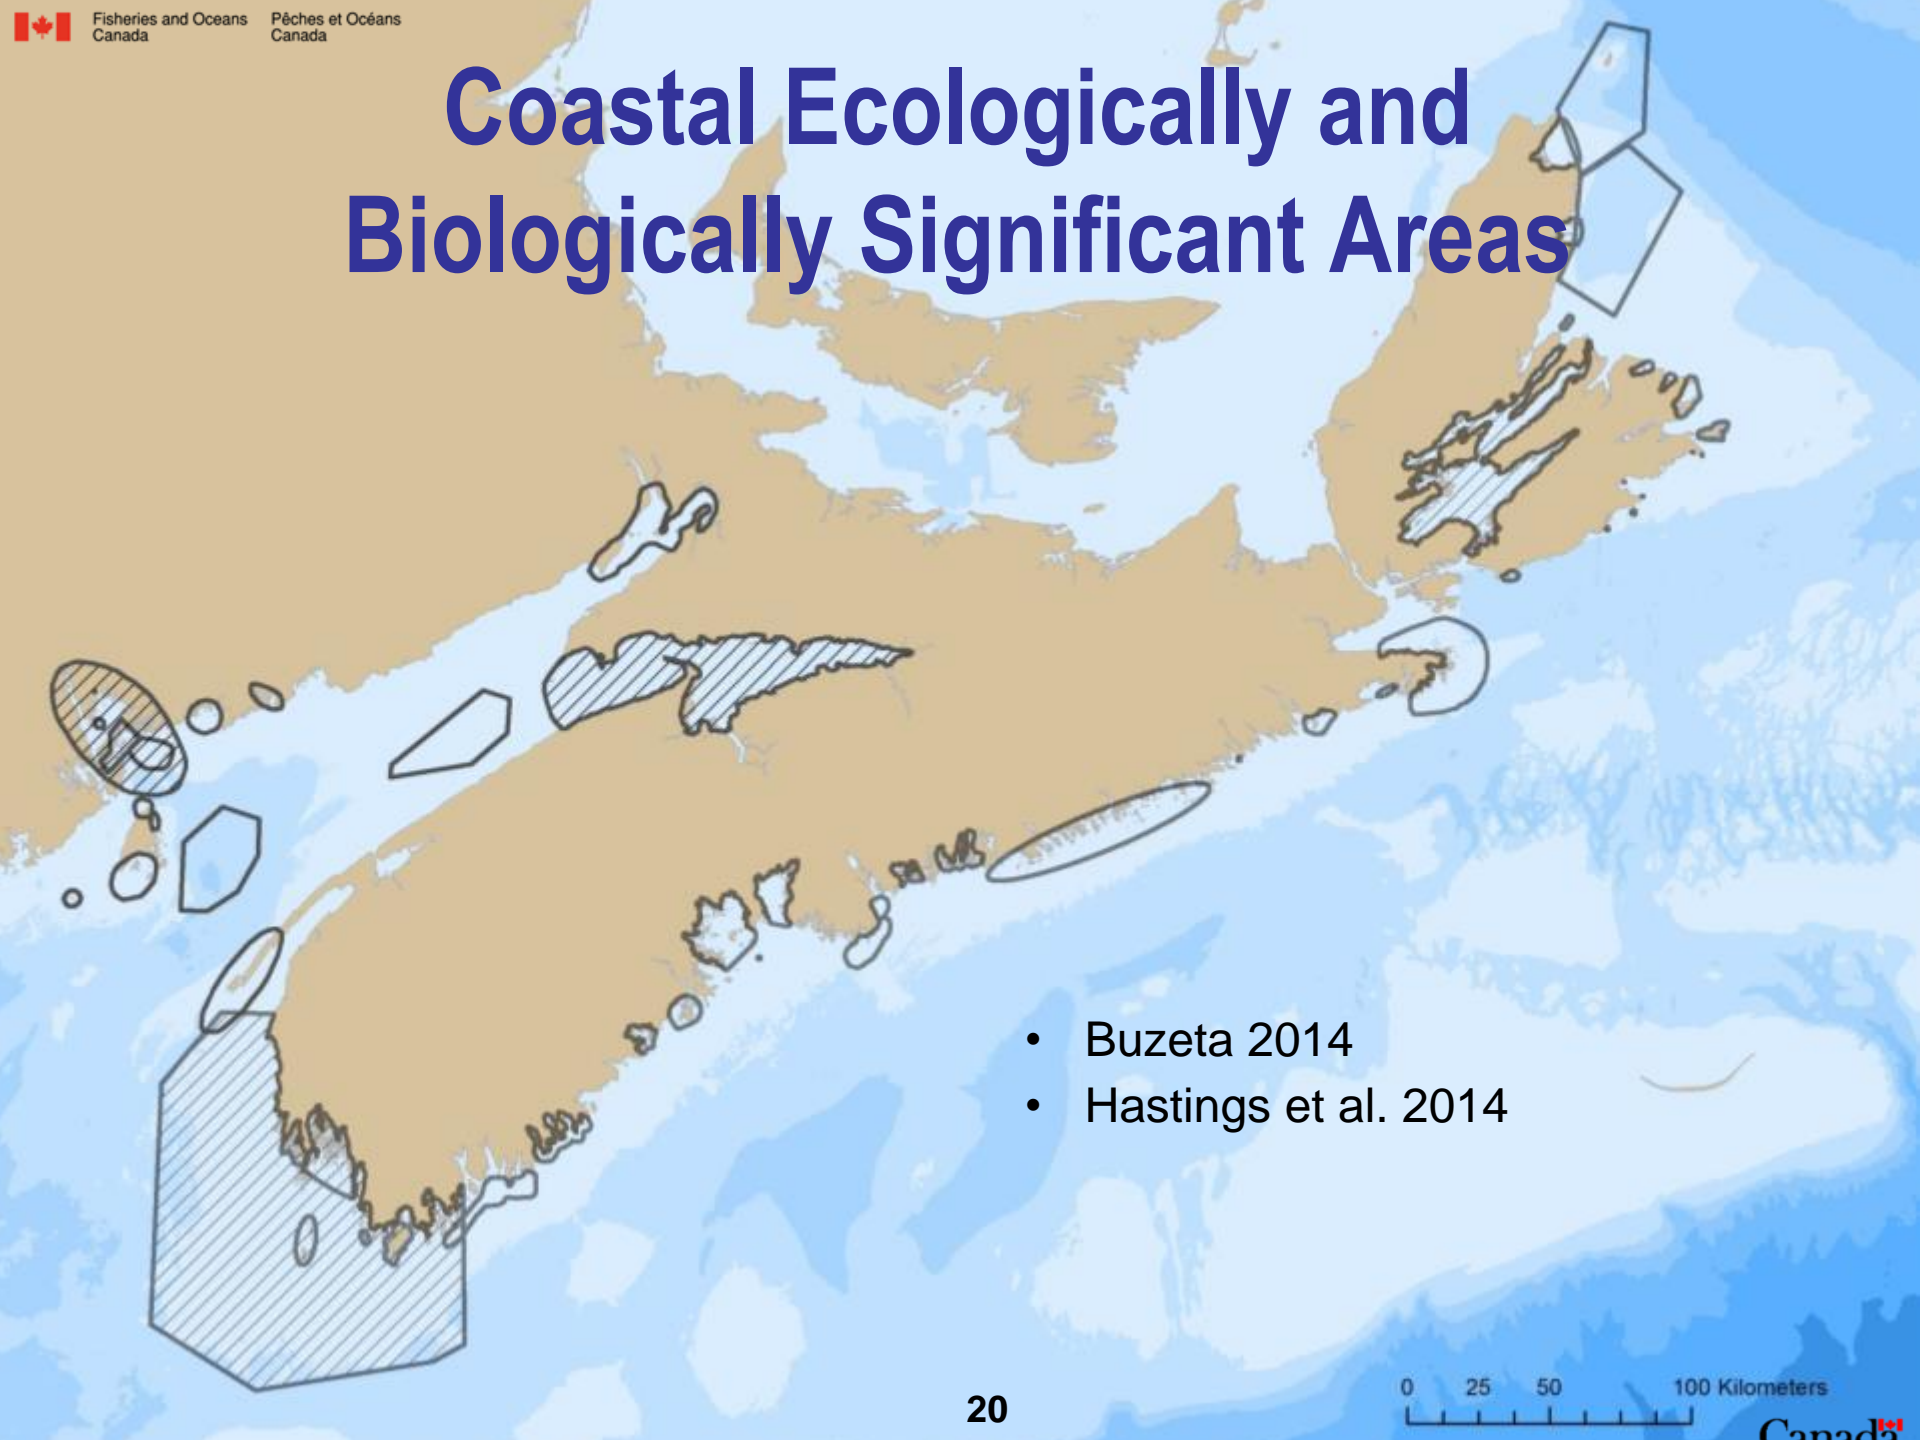 Fisheries and Oceans Pêches et Océans
Canada Canada
Coastal Ecologically and
Biologically Significant Areas
• Buzeta 2014
• Hastings et al. 2014
0 25 50 100 Kilometers
20
Canada